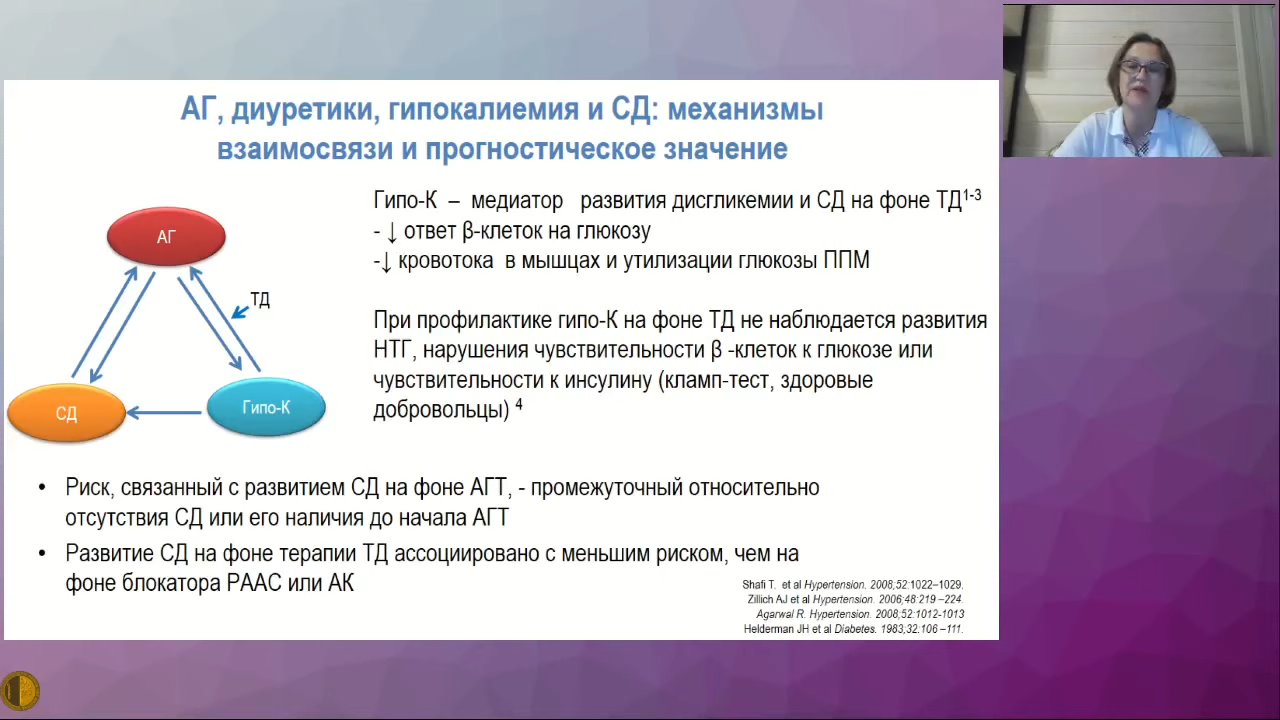 АГ, диуретики, гипокалиемия и СД: механизмы
взаимосвязи и прогностическое значение
АГ
ТД
СД
Гипо-К
Гипо-К – медиатор развития дисгликемии и СД на фоне ТД1-3
- ↓ ответ β-клеток на глюкозу
-↓ кровотока в мышцах и утилизации глюкозы ППМ
При профилактике гипо-К на фоне ТД не наблюдается развития
НТГ, нарушения чувствительности β -клеток к глюкозе или
чувствительности к инсулину (кламп-тест, здоровые
добровольцы) 4
• Риск, связанный с развитием СД на фоне АГТ, - промежуточный относительно
отсутствия СД или его наличия до начала АГТ
• Развитие СД на фоне терапии ТД ассоциировано с меньшим риском, чем на
фоне блокатора РААС или АК
Shafi T. et al Hypertension. 2008;52:1022–1029.
Zillich AJ et al Hypertension. 2006;48:219 –224.
Agarwal R. Hypertension. 2008;52:1012-1013
Helderman JH et al Diabetes. 1983;32.106 –111.